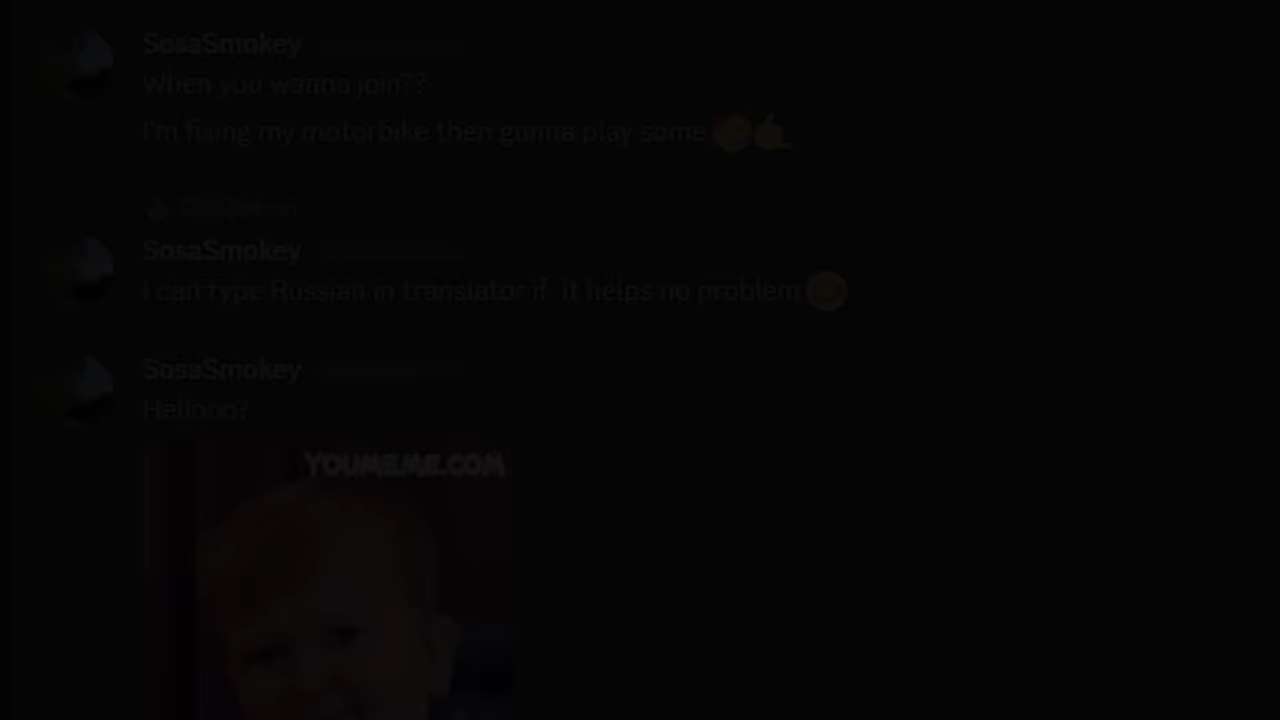 SosaSmokey
When you wanna join??
I'm fixing my motorbike then gunna play some
SosaSmokey
I can type Russian in translator if it helps no problem
SosaSmokey
Hellooo?
YOUMEME.COM